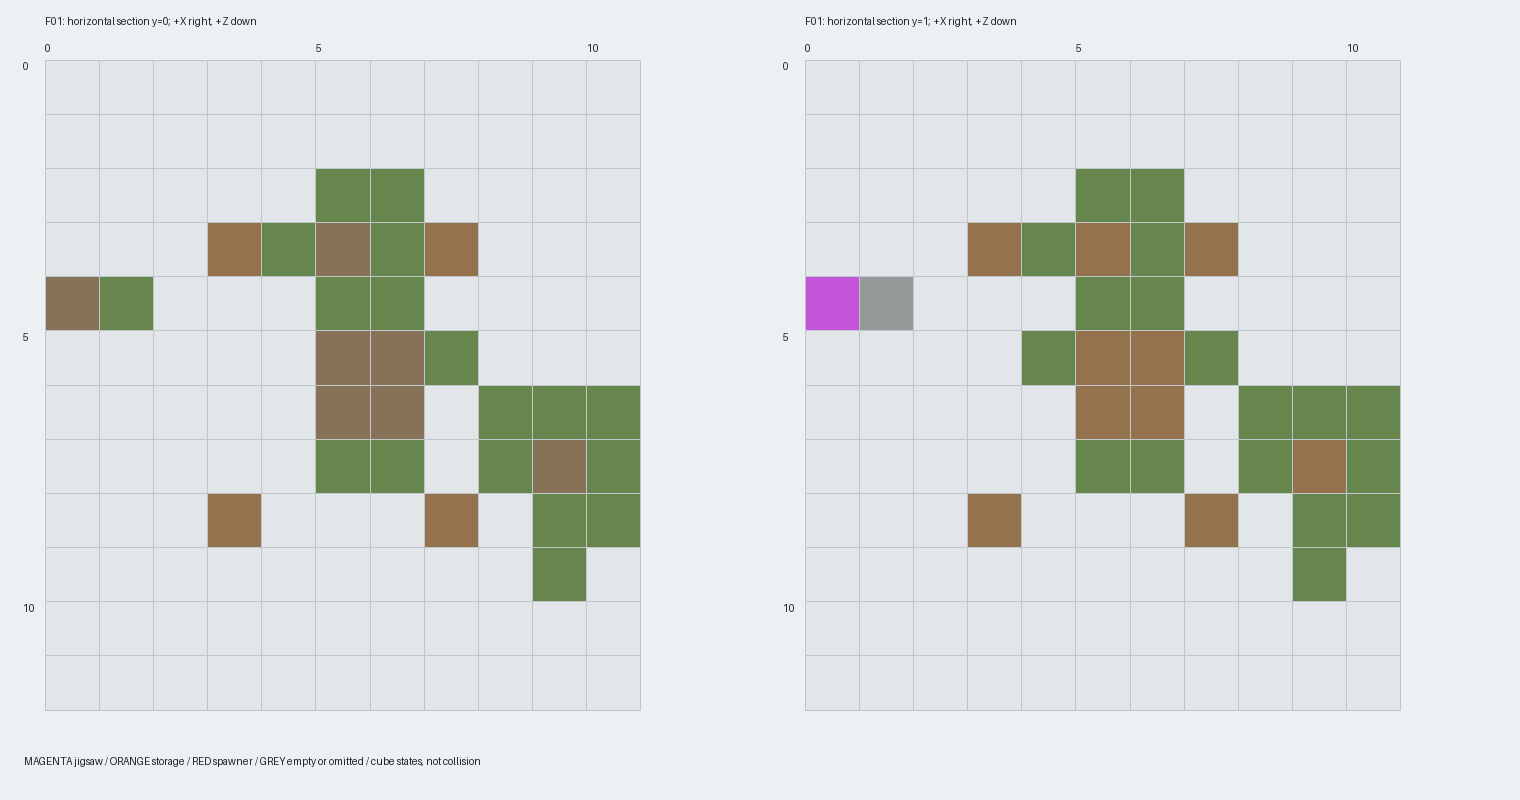 F01: horizontal section y=0; +X right, +Z down
F01: horizontal section y=1; +X right, +Z down
0 5 10
0 5 10
0
0
5
5
10
10
MAGENTA jigsaw / ORANGE storage / RED spawner / GREY empty or omitted / cube states, not collision